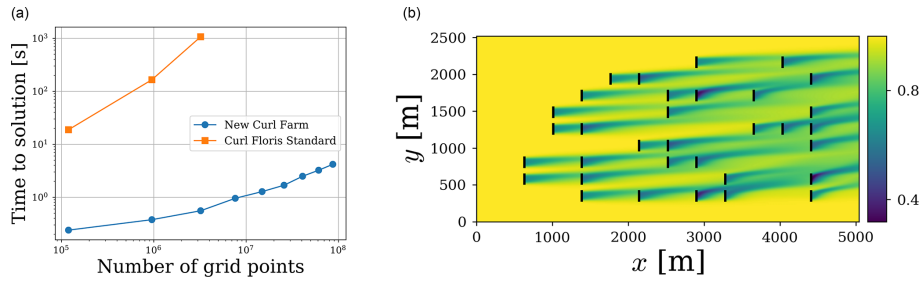 (a)
Time to solution [s]
10³
10²
10¹
10⁰
New Curl Farm
Curl Floris Standard
10⁵
10⁶
10⁷
10⁸
Number of grid points
(b)
y [m]
2500
2000
1500
1000
500
0
0
1000
2000
3000
4000
5000
x [m]
0.8
0.4